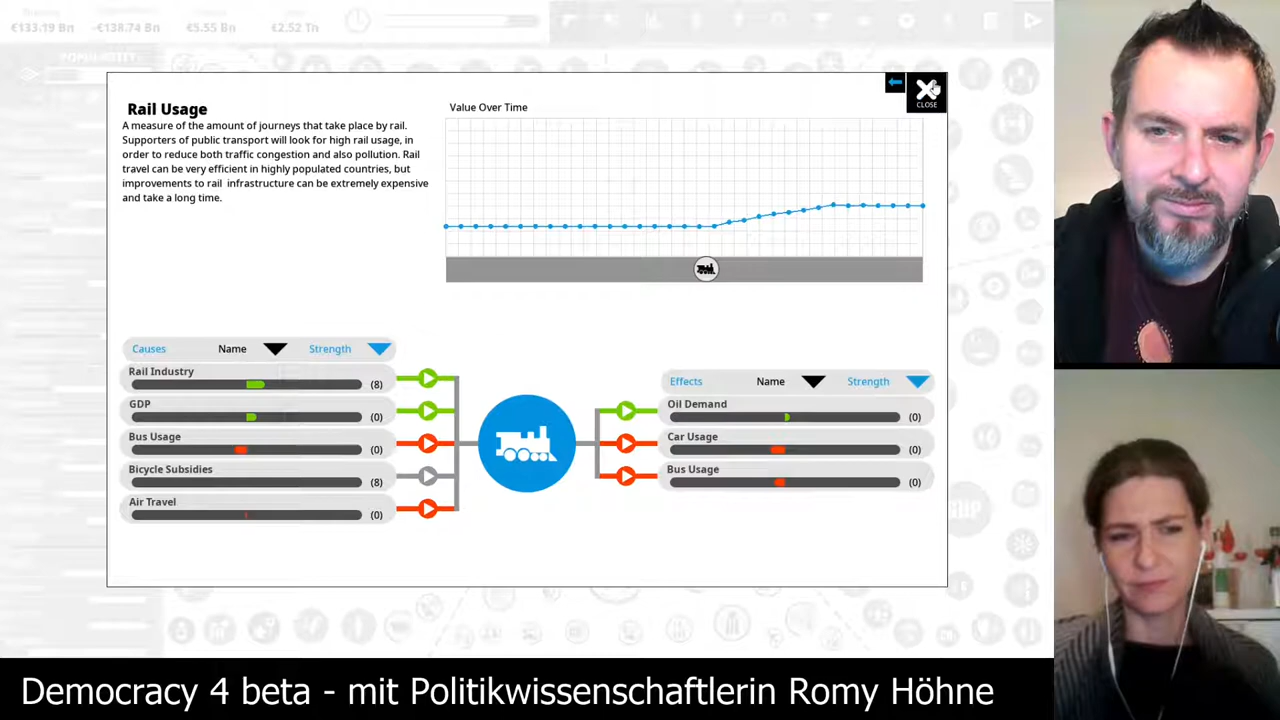 €133.19 Bn -€138.74 Bn €5.55 Bn €2.52 Tn
POPULARITY
CLOSE
Rail Usage
A measure of the amount of journeys that take place by rail.
Supporters of public transport will look for high rail usage, in
order to reduce both traffic congestion and also pollution. Rail
travel can be very efficient in highly populated countries, but
improvements to rail infrastructure can be extremely expensive
and take a long time.
Value Over Time
Causes Name Strength
Rail Industry
(8)
GDP
(0)
Bus Usage
(0)
Bicycle Subsidies
(8)
Air Travel
(0)
Effects Name Strength
Oil Demand
(0)
Car Usage
(0)
Bus Usage
(0)
GDP
Democracy 4 beta - mit Politikwissenschaftlerin Romy Höhne